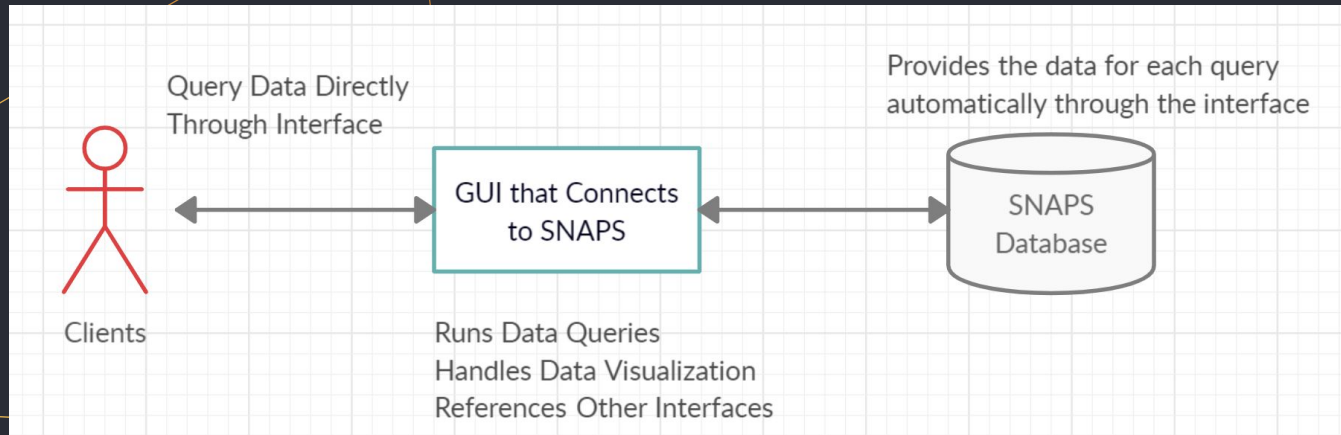 Query Data Directly
Through Interface
Provides the data for each query
automatically through the interface
GUI that Connects
to SNAPS
SNAPS
Database
Clients
Runs Data Queries
Handles Data Visualization
References Other Interfaces